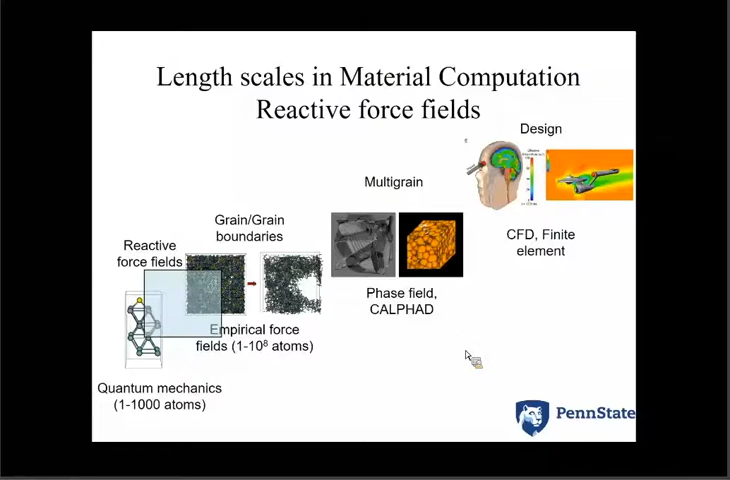 Length scales in Material Computation
Reactive force fields
Design
Multigrain
CFD, Finite
element
Grain/Grain
boundaries
Reactive
force fields
Phase field,
CALPHAD
Empirical force
fields (1-10⁸ atoms)
Quantum mechanics
(1-1000 atoms)
PennState